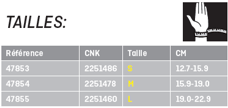 TAILLES:
Référence CNK Taille CM
47853 2251486 S 12.7-15.9
47854 2251478 M 15.9-19.0
47855 2251460 L 19.0-22.9